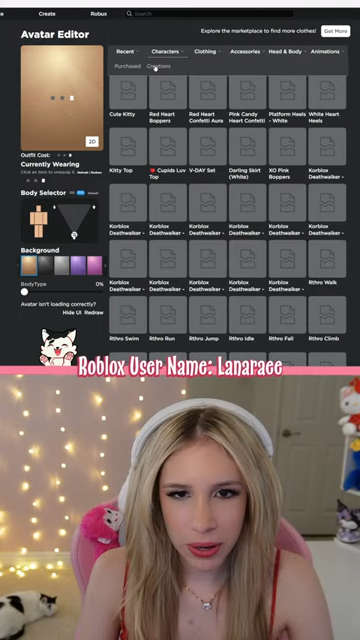 Create Robux Search
Avatar Editor
Explore the marketplace to find more clothes!
Get More
Recent Characters Clothing Accessories Head & Body Animations
Purchased Creations
2D
Outfit Cost:
Currently Wearing
Body Selector
Background
BodyType 0%
Avatar isn't loading correctly?
Hide UI Redraw
Cute Kitty
Red Heart Boppers
Red Heart Confetti Aura
Pink Candy Heart Confetti
Platform Heels - White
White Heart Heels
Kitty Top
❤️ Cupids Luv Top
V-DAY Set
Darling Skirt (White)
XO Pink Boppers
Korblox Deathwalker -
Korblox Deathwalker -
Korblox Deathwalker -
Korblox Deathwalker -
Korblox Deathwalker -
Korblox Deathwalker -
Korblox Deathwalker -
Korblox Deathwalker -
Korblox Deathwalker -
Korblox Deathwalker -
Korblox Deathwalker -
Korblox Deathwalker -
Rthro Walk
Rthro Swim
Rthro Run
Rthro Jump
Rthro Idle
Rthro Fall
Rthro Climb
Roblox User Name: Lanaraee